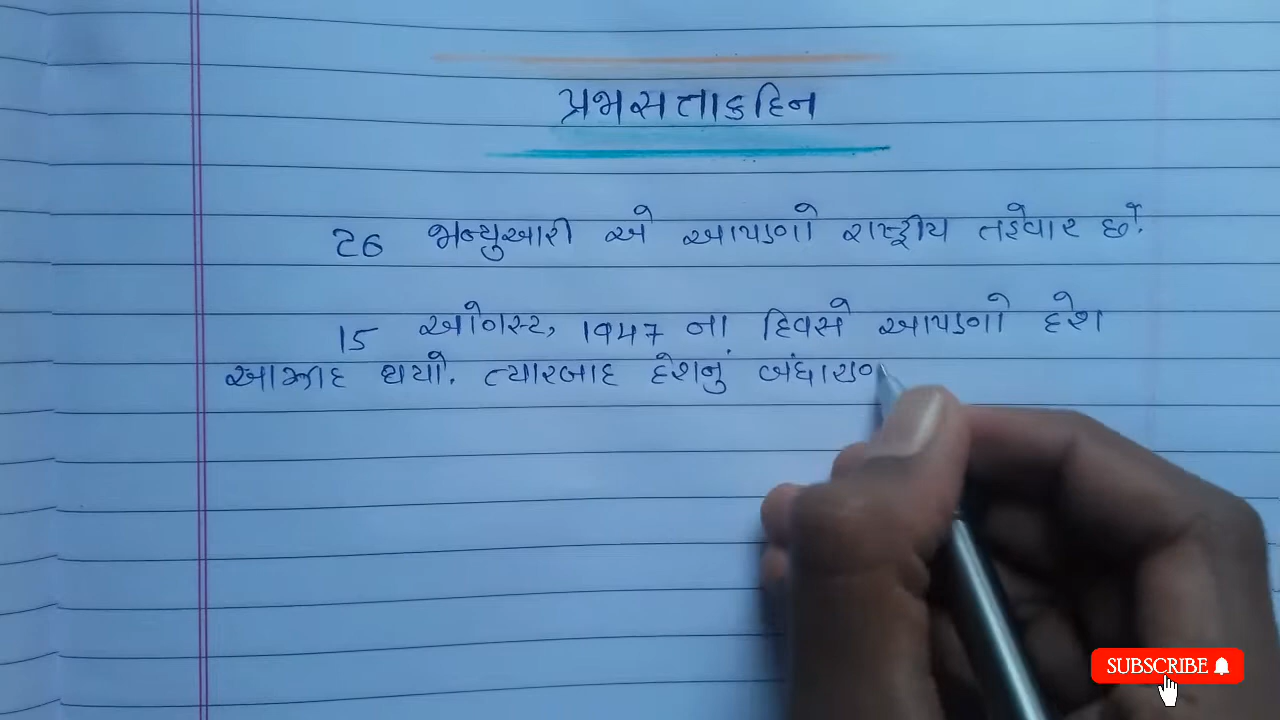 પ્રજાસત્તાકદિન
26 જાન્યુઆરી એ આપણો રાષ્ટ્રીય તહેવાર છે.
15 ઓગસ્ટ, 1947 ના દિવસે આપણો દેશ
આઝાદ થયો. ત્યારબાદ દેશનું બંધારણ
SUBSCRIBE